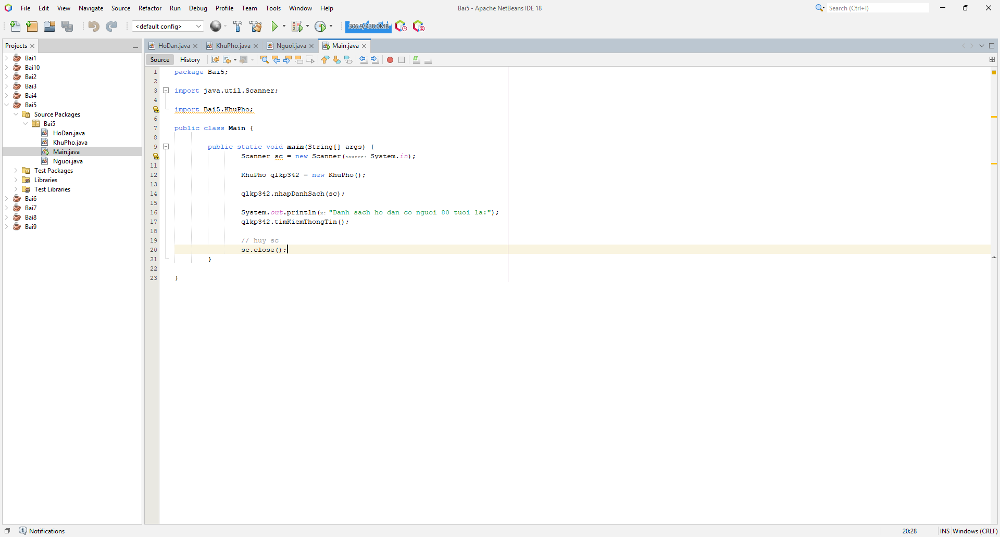 File Edit View Navigate Source Refactor Run Debug Profile Team Tools Window Help
Bai5 - Apache NetBeans IDE 18
Search (Ctrl+I)
<default config>
306.9/438.0MB
Projects
Bai1
Bai10
Bai2
Bai3
Bai4
Bai5
Source Packages
Bai5
HoDan.java
KhuPho.java
Main.java
Nguoi.java
Test Packages
Libraries
Test Libraries
Bai6
Bai7
Bai8
Bai9
HoDan.java KhuPho.java Nguoi.java Main.java
Source History
1 package Bai5;
2
3 import java.util.Scanner;
4
import Bai5.KhuPho;
6
7 public class Main {
8
9 public static void main(String[] args) {
Scanner sc = new Scanner(source: System.in);
11
12 KhuPho qlkp342 = new KhuPho();
13
14 qlkp342.nhapDanhSach(sc);
15
16 System.out.println(x: "Danh sach ho dan co nguoi 80 tuoi la:");
17 qlkp342.timKiemThongTin();
18
19 // huy sc
20 sc.close();
21 }
22
23 }
Notifications
20:28 INS Windows (CRLF)